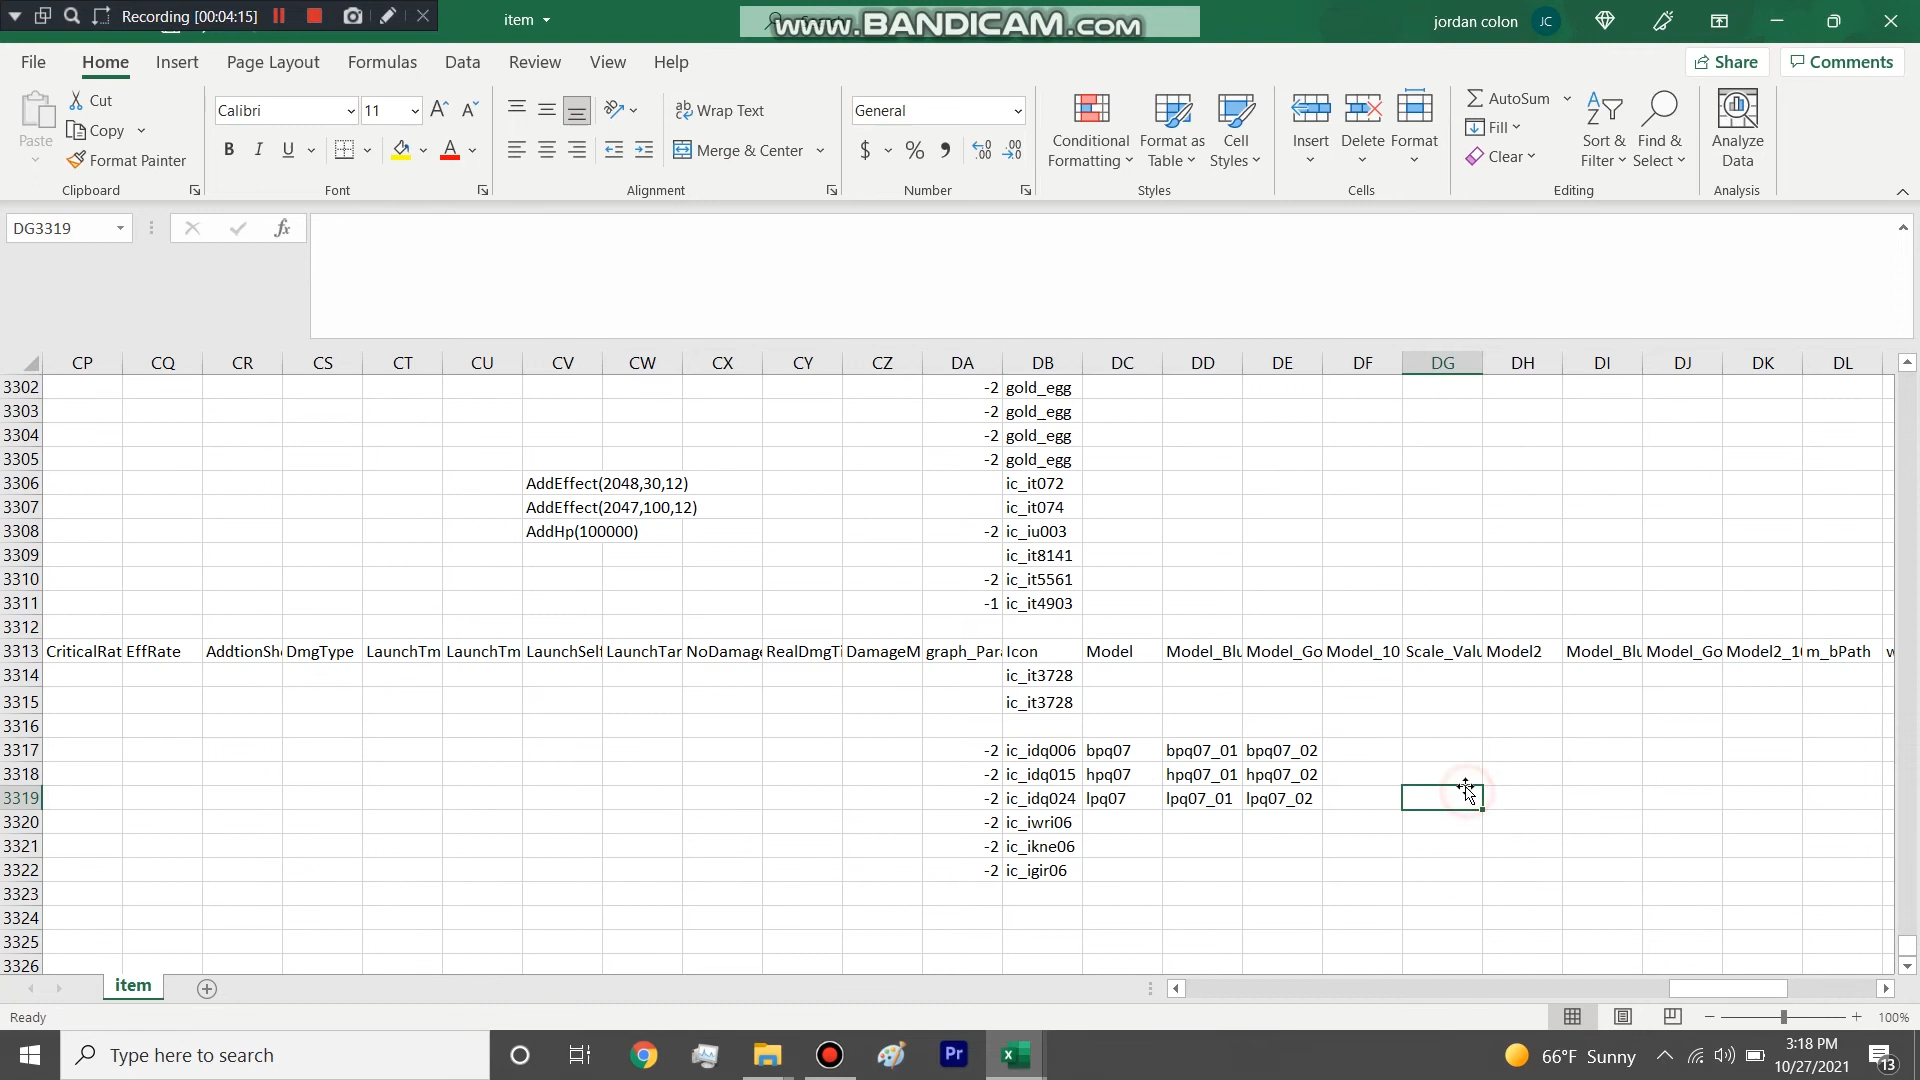 Recording [00:04:15]
item
www.BANDICAM.com
jordan colon
JC
File Home Insert Page Layout Formulas Data Review View Help
Share
Comments
Paste
Cut
Copy
Format Painter
Clipboard
Calibri 11
B I U
Font
Wrap Text
Merge & Center
Alignment
General
$ % ,
Number
Conditional Formatting
Format as Table
Cell Styles
Styles
Insert
Delete
Format
Cells
AutoSum
Fill
Clear
Sort & Filter
Find & Select
Editing
Analyze Data
Analysis
DG3319
fx
CP CQ CR CS CT CU CV CW CX CY CZ DA DB DC DD DE DF DG DH DI DJ DK DL
3302 -2 gold_egg
3303 -2 gold_egg
3304 -2 gold_egg
3305 -2 gold_egg
3306 AddEffect(2048,30,12) ic_it072
3307 AddEffect(2047,100,12) ic_it074
3308 AddHp(100000) -2 ic_iu003
3309 ic_it8141
3310 -2 ic_it5561
3311 -1 ic_it4903
3312
3313 CriticalRat EffRate AddtionSh DmgType LaunchTm LaunchTm LaunchSelf LaunchTar NoDamage RealDmgTi DamageM graph_Para Icon Model Model_Blu Model_Go Model_10 Scale_Valu Model2 Model_Blu Model_Go Model2_1 m_bPath
3314 ic_it3728
3315 ic_it3728
3316
3317 -2 ic_idq006 bpq07 bpq07_01 bpq07_02
3318 -2 ic_idq015 hpq07 hpq07_01 hpq07_02
3319 -2 ic_idq024 lpq07 lpq07_01 lpq07_02
3320 -2 ic_iwri06
3321 -2 ic_ikne06
3322 -2 ic_igir06
3323
3324
3325
3326
item
Ready
100%
Type here to search
Pr
66°F Sunny
3:18 PM
10/27/2021
13